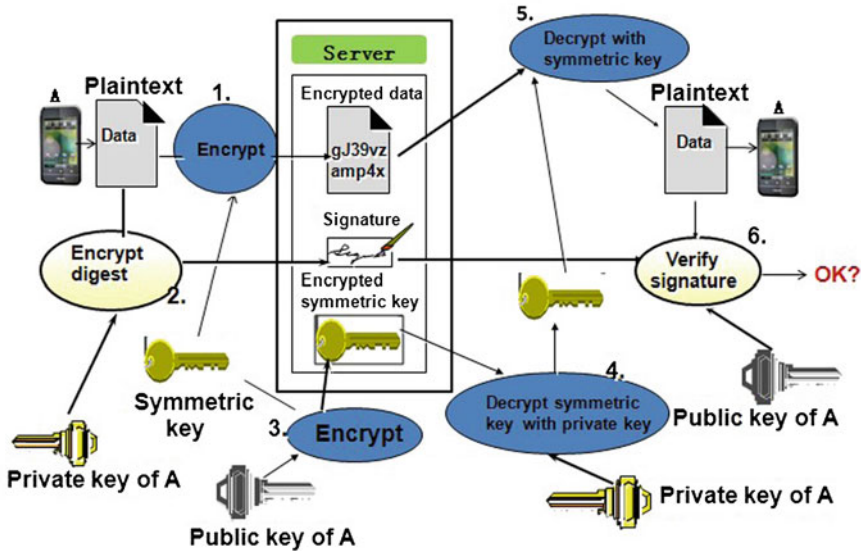 5.
Decrypt with
symmetric key
Server
A
Plaintext
Data
1.
Encrypt
Encrypted data
gJ39vz
amp4x
Plaintext
Data
A
Signature
Encrypt
digest
2.
Encrypted
symmetric key
6.
Verify
signature
OK?
Symmetric
key
3.
Encrypt
4.
Decrypt symmetric
key with private key
Public key of A
Private key of A
Public key of A
Private key of A